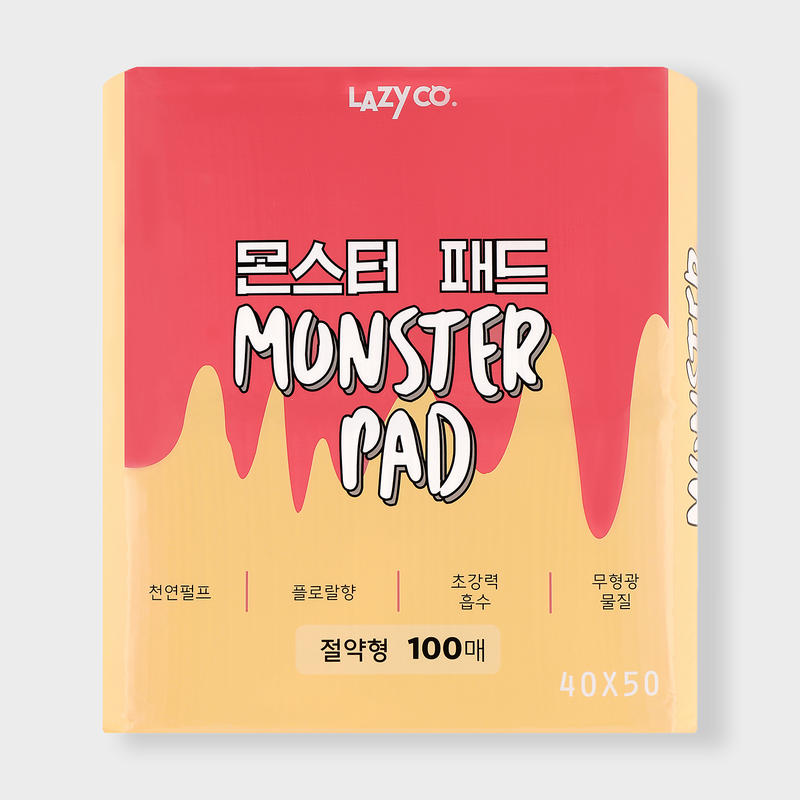 LAZY CO.
몬스터 패드
MONSTER
PAD
MONSTER
천연펄프
플로랄향
초강력
흡수
무형광
물질
절약형 100매
40X50